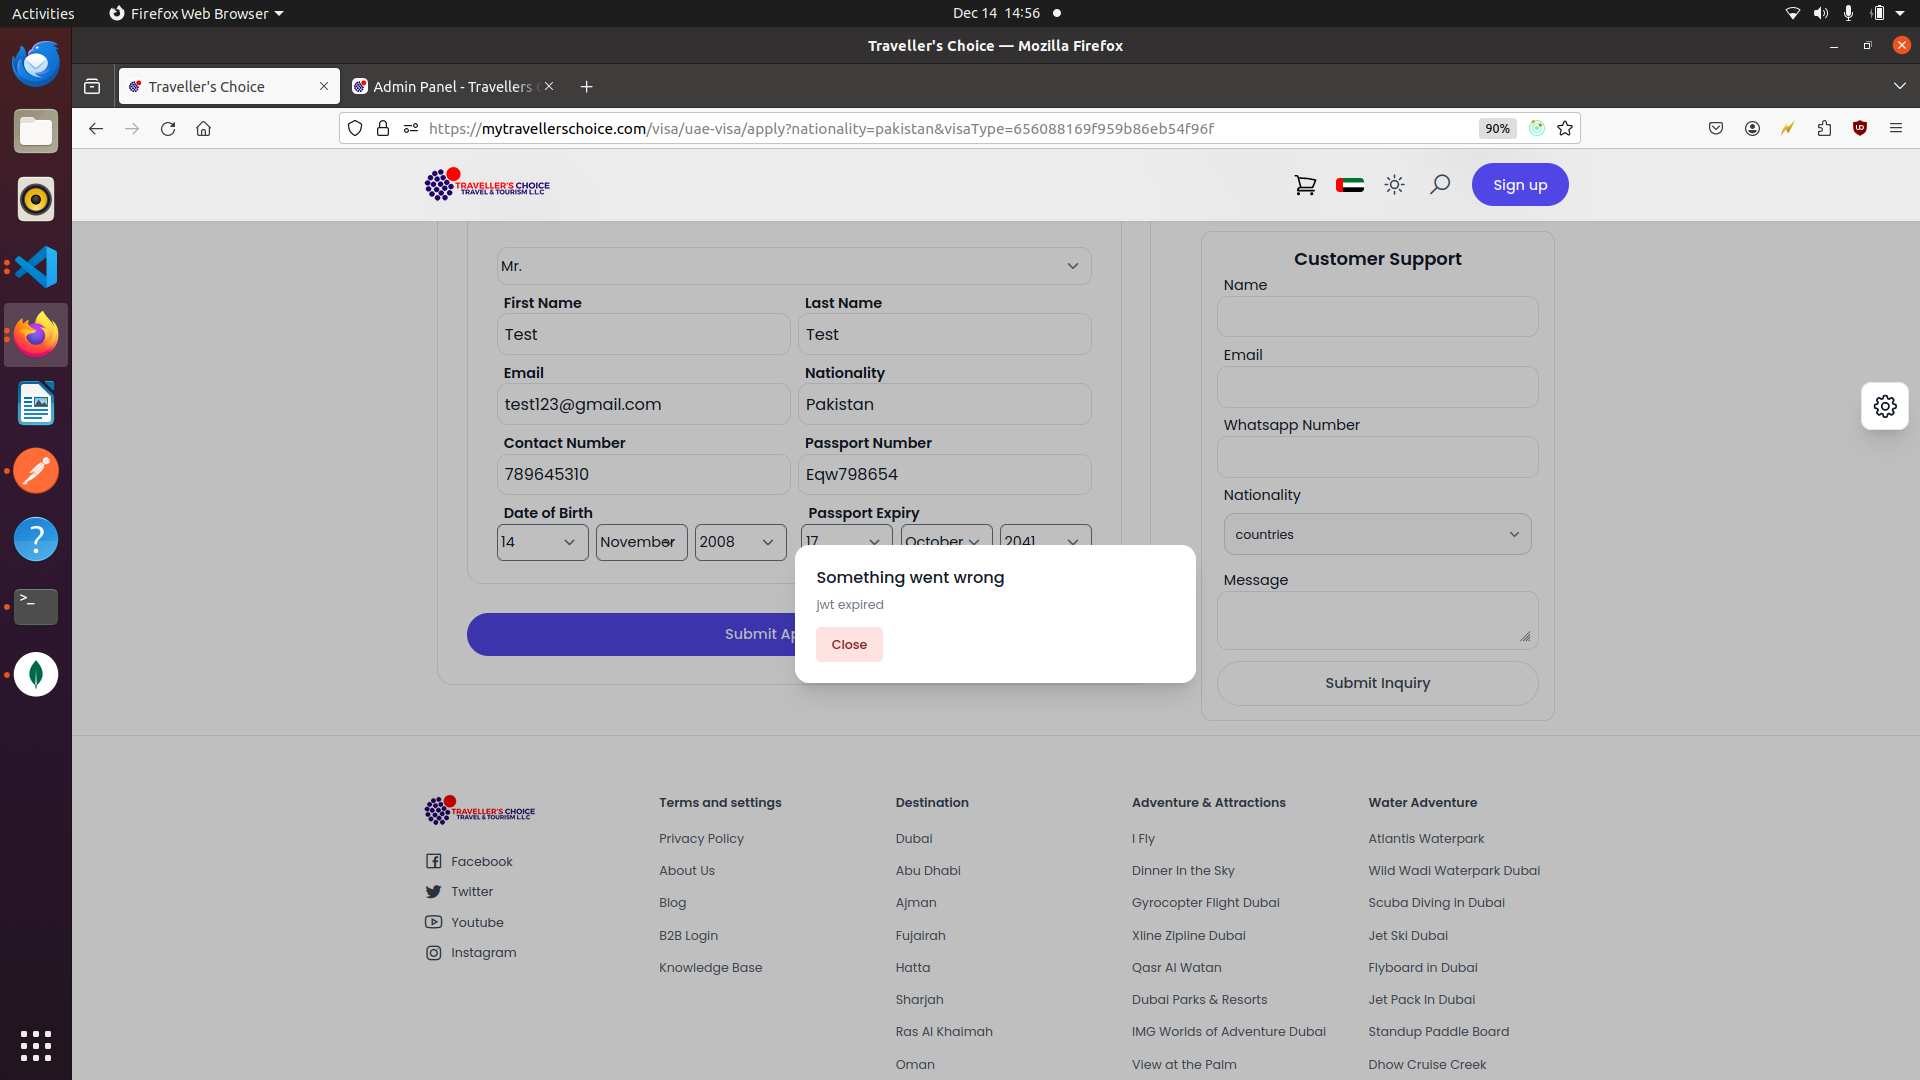 Activities
Firefox Web Browser
Dec 14 14:56
Traveller's Choice — Mozilla Firefox
Traveller's Choice
Admin Panel - Travellers
https://mytravellerschoice.com/visa/uae-visa/apply?nationality=pakistan&visaType=656088169f959b86eb54f96f
90%
TRAVELLER'S CHOICE
TRAVEL & TOURISM L.L.C
Sign up
Mr.
First Name
Last Name
Test
Test
Email
Nationality
test123@gmail.com
Pakistan
Contact Number
Passport Number
789645310
Eqw798654
Date of Birth
Passport Expiry
14
November
2008
17
October
2041
Submit Ap
Something went wrong
jwt expired
Close
Customer Support
Name
Email
Whatsapp Number
Nationality
countries
Message
Submit Inquiry
TRAVELLER'S CHOICE
TRAVEL & TOURISM L.L.C
Facebook
Twitter
Youtube
Instagram
Terms and settings
Privacy Policy
About Us
Blog
B2B Login
Knowledge Base
Destination
Dubai
Abu Dhabi
Ajman
Fujairah
Hatta
Sharjah
Ras Al Khaimah
Oman
Adventure & Attractions
I Fly
Dinner In the Sky
Gyrocopter Flight Dubai
Xline Zipline Dubai
Qasr Al Watan
Dubai Parks & Resorts
IMG Worlds of Adventure Dubai
View at the Palm
Water Adventure
Atlantis Waterpark
Wild Wadi Waterpark Dubai
Scuba Diving in Dubai
Jet Ski Dubai
Flyboard in Dubai
Jet Pack In Dubai
Standup Paddle Board
Dhow Cruise Creek